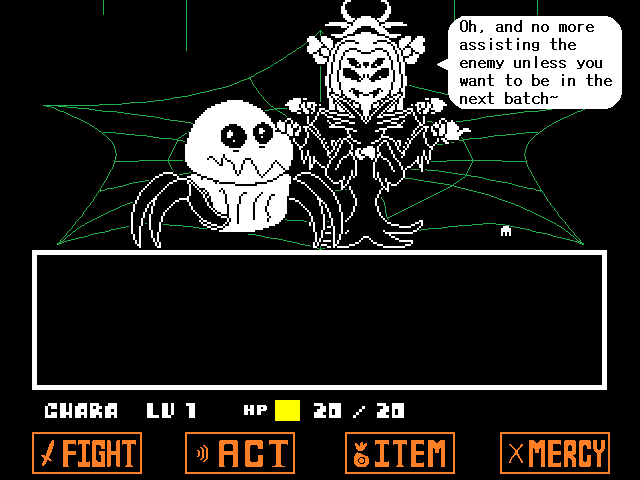 Oh, and no more
assisting the
enemy unless you
want to be in the
next batch~
CHARA LV 1 HP 20 / 20
FIGHT ACT ITEM MERCY